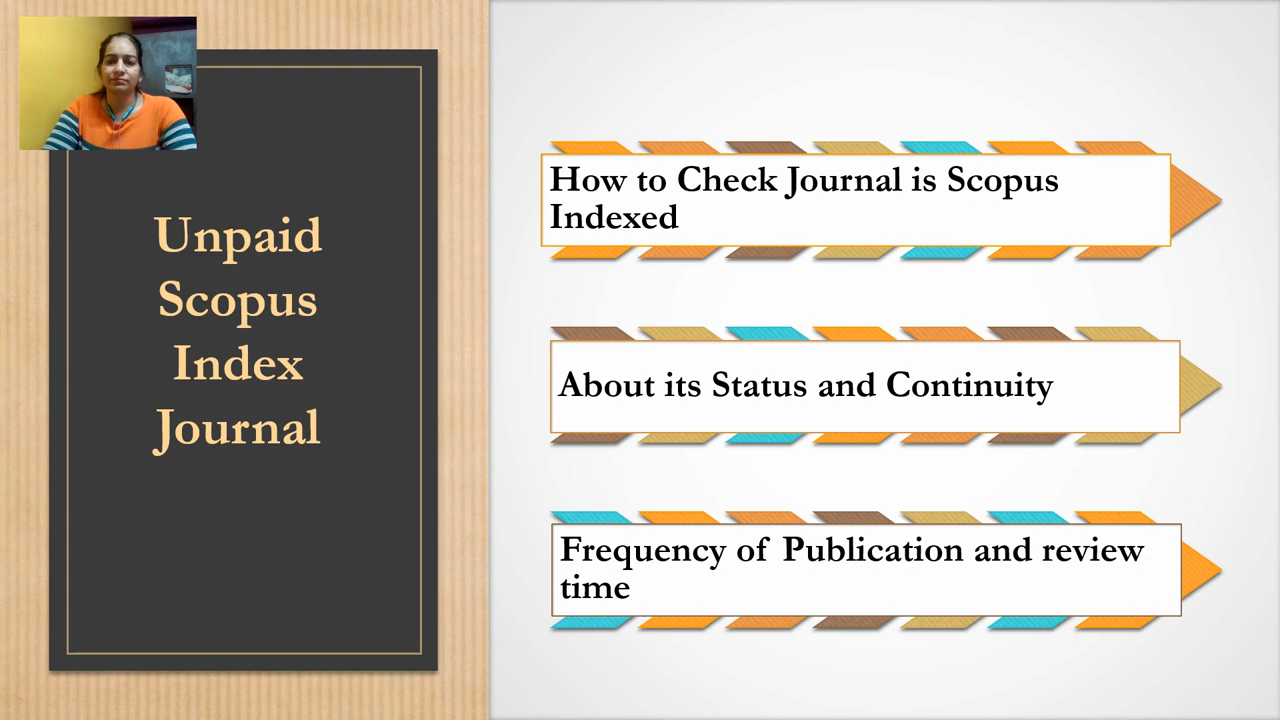 Unpaid
Scopus
Index
Journal
How to Check Journal is Scopus
Indexed
About its Status and Continuity
Frequency of Publication and review
time